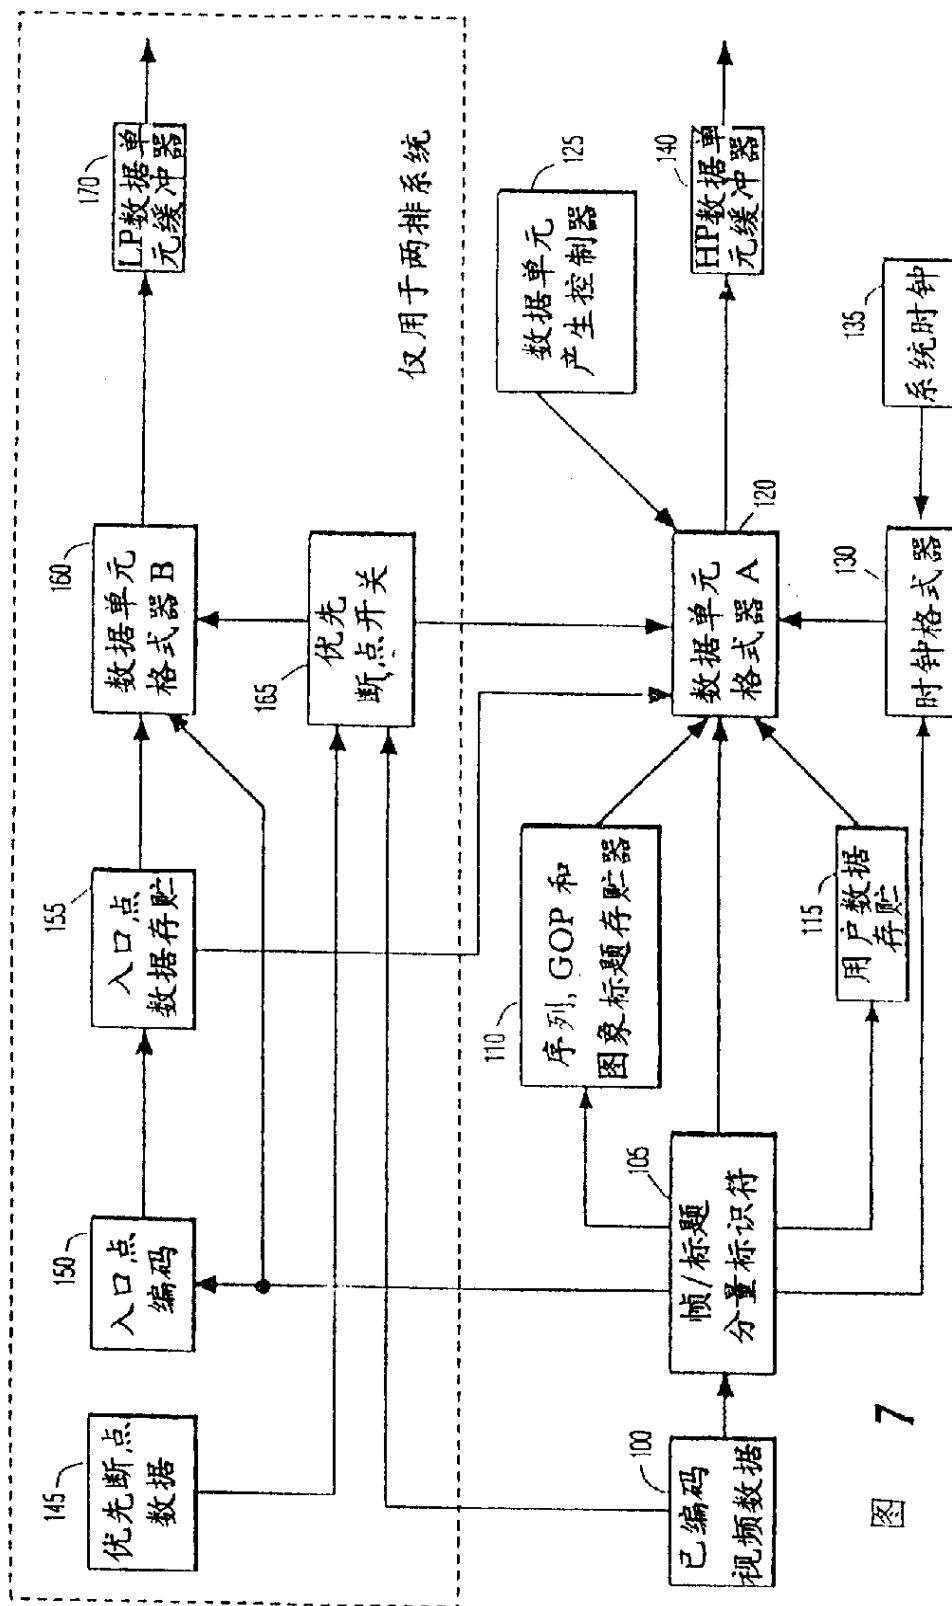 145
优先断点
数据
150
入口点
编码
155
入口点
数据存贮
160
数据单元
格式器 B
170
LP数据单
元缓冲器
165
优先
断点开关
仅用于两排系统
100
已编码
视频数据
105
帧/标题
分量标识符
110
序列, GOP 和
图象标题存贮器
115
用户数据
存贮
120
数据单元
格式器 A
125
数据单元
产生控制器
130
时钟格式器
135
系统时钟
140
HP数据单
元缓冲器
图 7